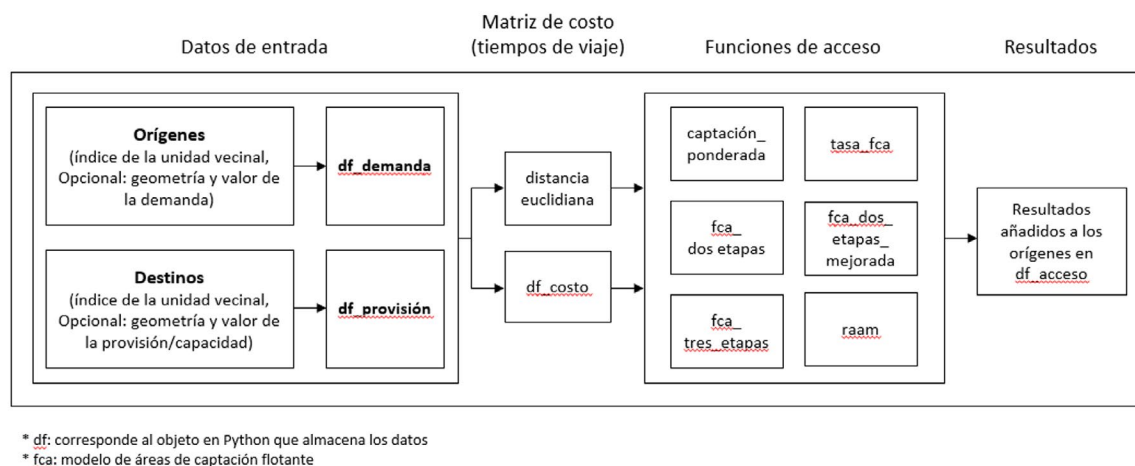 Datos de entrada
Matriz de costo
(tiempos de viaje)
Funciones de acceso
Resultados
Orígenes
(índice de la unidad vecinal,
Opcional: geometría y valor de
la demanda)
df_demanda
Destinos
(índice de la unidad vecinal,
Opcional: geometría y valor de
la provisión/capacidad)
df_provisión
distancia
euclidiana
df_costo
captación_
ponderada
tasa_fca
fca_
dos etapas
fca_dos_
etapas_
mejorada
fca_
tres_etapas
raam
Resultados
añadidos a los
orígenes en
df_acceso
* df: corresponde al objeto en Python que almacena los datos
* fca: modelo de áreas de captación flotante